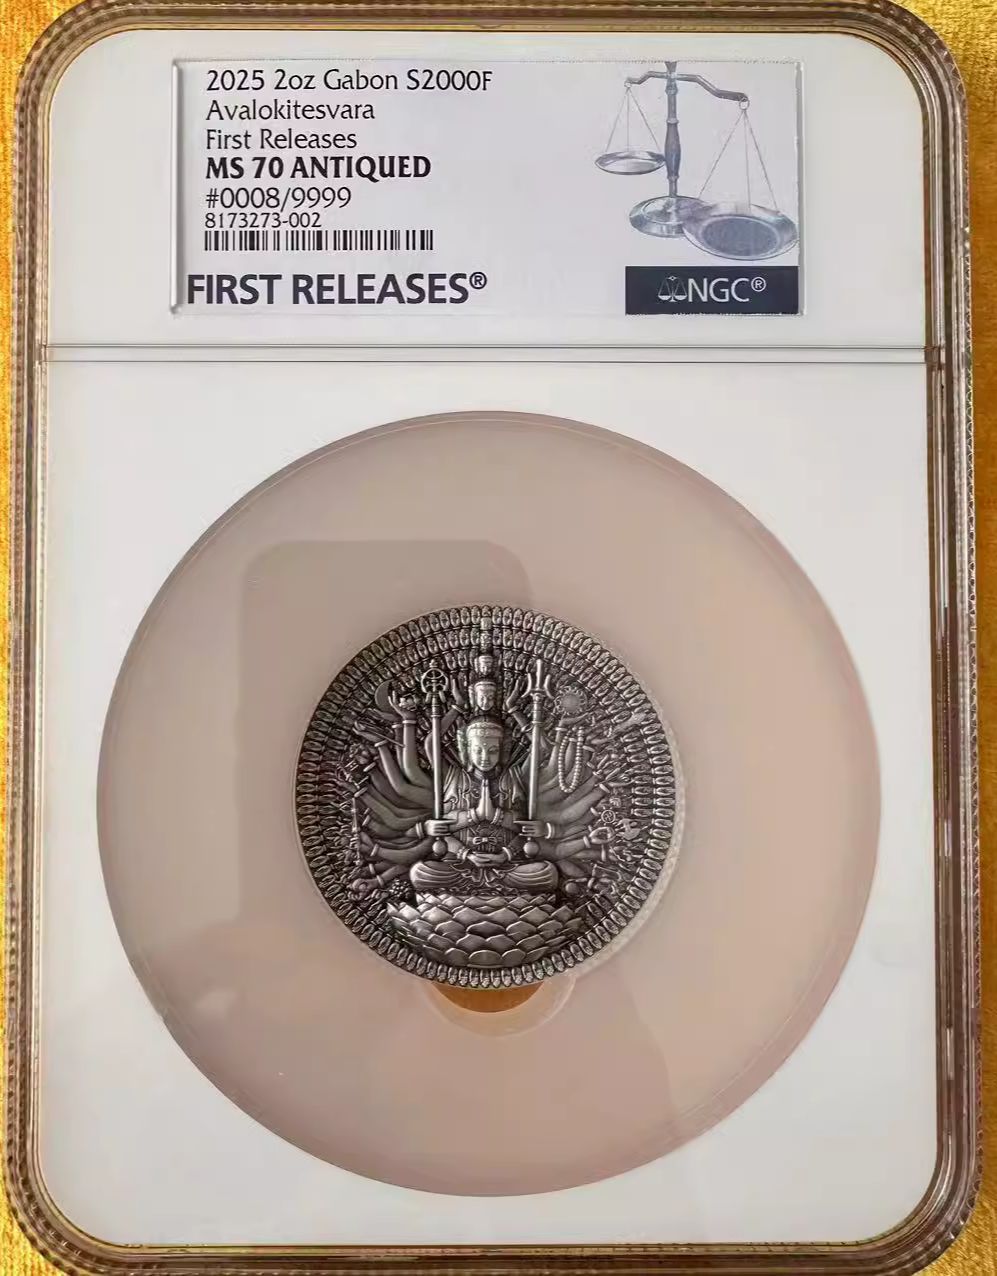 2025 2oz Gabon S2000F
Avalokitesvara
First Releases
MS 70 ANTIQUED
#0008/9999
8173273-002
FIRST RELEASES®
NGC®